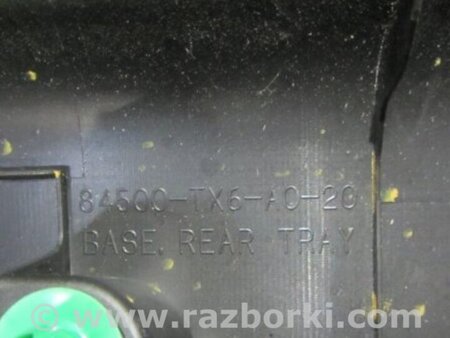 84500-TX6-A0-20
BASE, REAR TRAY
www.razborki.com